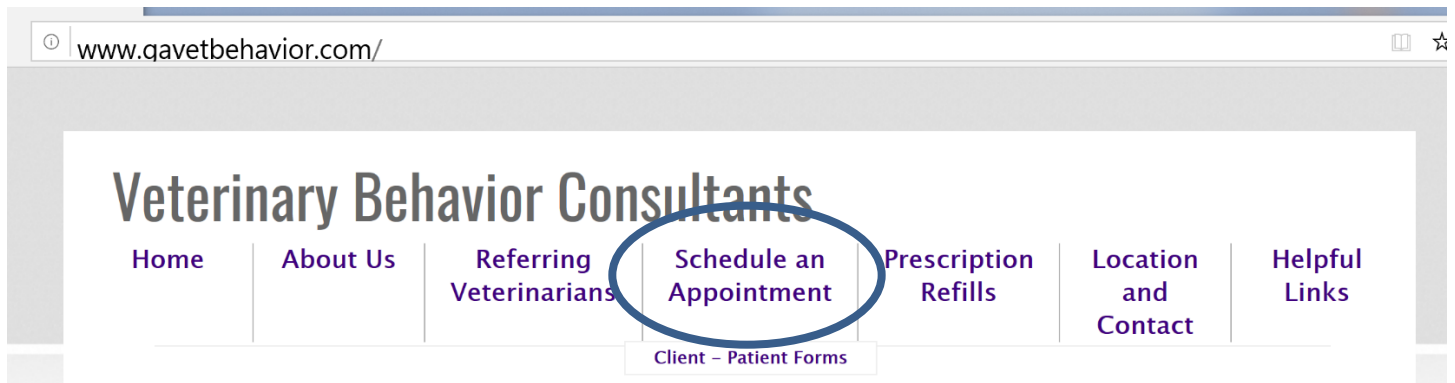 www.gavetbehavior.com/
Veterinary Behavior Consultants
Home
About Us
Referring
Veterinarians
Schedule an
Appointment
Prescription
Refills
Location
and
Contact
Helpful
Links
Client – Patient Forms